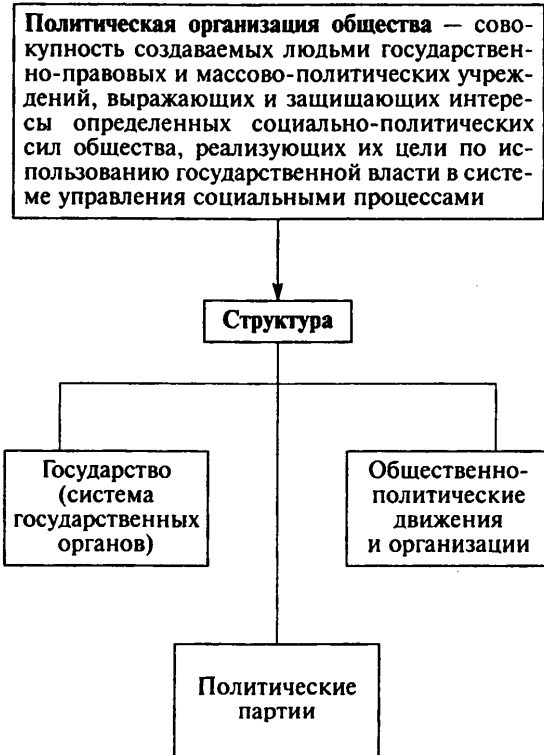 Политическая организация общества — сово-
купность создаваемых людьми государствен-
но-правовых и массово-политических учреж-
дений, выражающих и защищающих интере-
сы определенных социально-политических
сил общества, реализующих их цели по ис-
пользованию государственной власти в систе-
ме управления социальными процессами
Структура
Государство
(система
государственных
органов)
Общественно-
политические
движения
и организации
Политические
партии